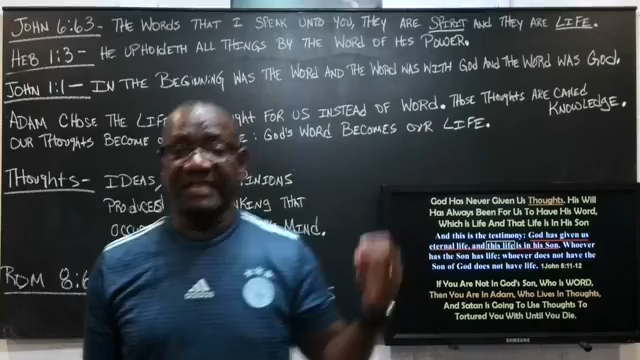 JOHN 6:63 - THE WORDS THAT I SPEAK UNTO YOU, THEY ARE SPIRIT AND THEY ARE LIFE.
HEB 1:3 - HE UPHOLDETH ALL THINGS BY THE WORD OF HIS POWER.
JOHN 1:1 - IN THE BEGINNING WAS THE WORD AND THE WORD WAS WITH GOD AND THE WORD WAS GOD.
ADAM CHOSE THE LIFE FOR US INSTEAD OF WORD. THOSE THOUGHTS ARE CALLED KNOWLEDGE.
OUR THOUGHTS BECOME : GOD'S WORD BECOMES OUR LIFE.
THOUGHTS - IDEAS,
PRODUCED THAT
MIND.
ROM 8:6
adidas
God Has Never Given Us Thoughts. His Will
Has Always Been For Us To Have His Word,
Which Is Life And That Life Is In His Son
And this is the testimony: God has given us
eternal life, and this life is in his Son. Whoever
has the Son has life; whoever does not have the
Son of God does not have life. 1John 5:11-12
If You Are Not In God's Son, Who Is WORD,
Then You Are In Adam, Who Lives In Thoughts,
And Satan Is Going To Use Thoughts To
Tortured You With Until You Die.
SAMSUNG